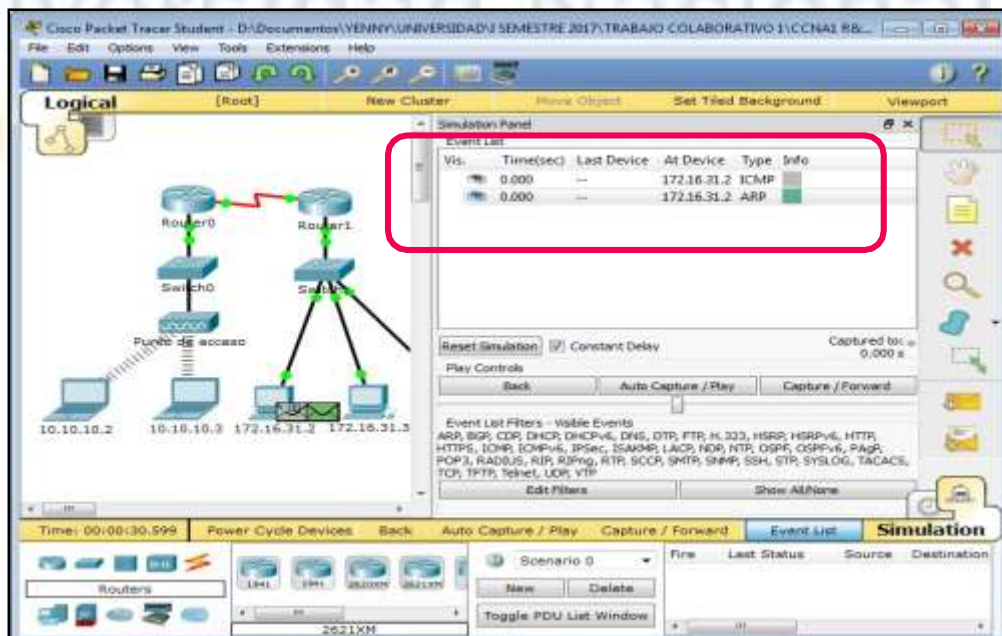 Cisco Packet Tracer Student - D:\Documentos\YENNY\UNIVERSIDAD\I SEMESTRE 2017\TRABAJO COLABORATIVO 1\CCNA1 R&...
File Edit Options View Tools Extensions Help
Logical [Root] New Cluster Move Object Set Tiled Background Viewport
Simulation Panel
Event List
Vis. Time(sec) Last Device At Device Type Info
0.000 -- 172.16.31.2 ICMP
0.000 -- 172.16.31.2 ARP
Router0
Router1
Switch0
Punto de acceso
10.10.10.2 10.10.10.3 172.16.31.2 172.16.31.3
Reset Simulation Constant Delay Captured to:
0.000 s
Play Controls
Back Auto Capture / Play Capture / Forward
Event List Filters - Visible Events
ARP, BGP, CDP, DHCP, DHCPv6, DNS, DTP, FTP, H.323, HSRP, HSRPv6, HTTP,
HTTPS, ICMP, ICMPv6, IPSec, ISAKMP, LACP, NDP, NTP, OSPF, OSPFv6, PAgP,
POP3, RADIUS, RIP, RIPng, RTP, SCCP, SMTP, SNMP, SSH, STP, SYSLOG, TACACS,
TCP, TFTP, Telnet, UDP, VTP
Edit Filters Show All/None
Time: 00:00:30.599 Power Cycle Devices Back Auto Capture / Play Capture / Forward Event List Simulation
Routers
1841 1941 2620XM 2621XM
2621XM
Scenario 0
New Delete
Toggle PDU List Window
Fire Last Status Source Destination